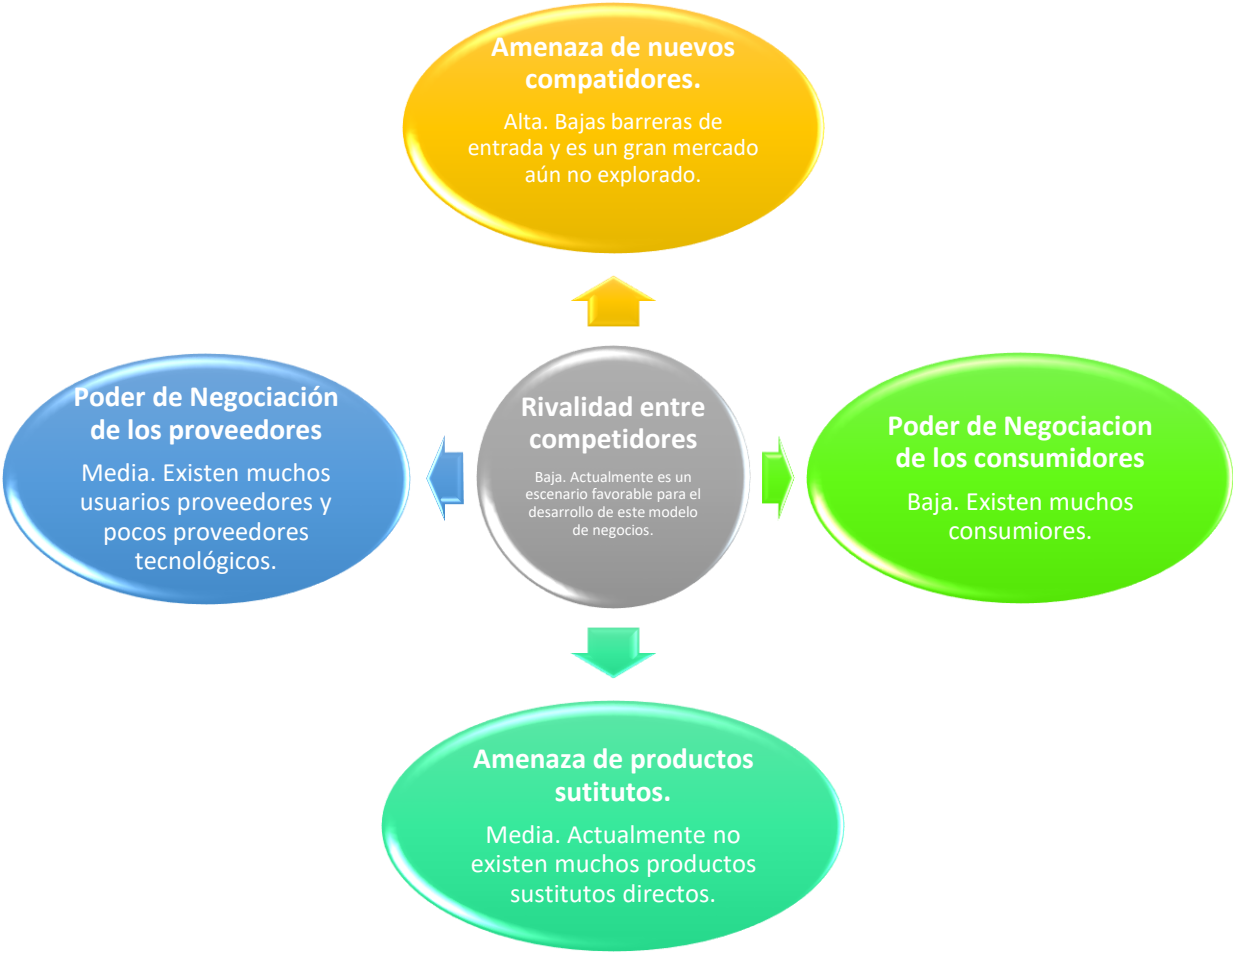 Amenaza de nuevos
compatidores.
Alta. Bajas barreras de
entrada y es un gran mercado
aún no explorado.
Poder de Negociación
de los proveedores
Media. Existen muchos
usuarios proveedores y
pocos proveedores
tecnológicos.
Rivalidad entre
competidores
Baja. Actualmente es un
escenario favorable para el
desarrollo de este modelo
de negocios.
Poder de Negociacion
de los consumidores
Baja. Existen muchos
consumiores.
Amenaza de productos
sutitutos.
Media. Actualmente no
existen muchos productos
sustitutos directos.